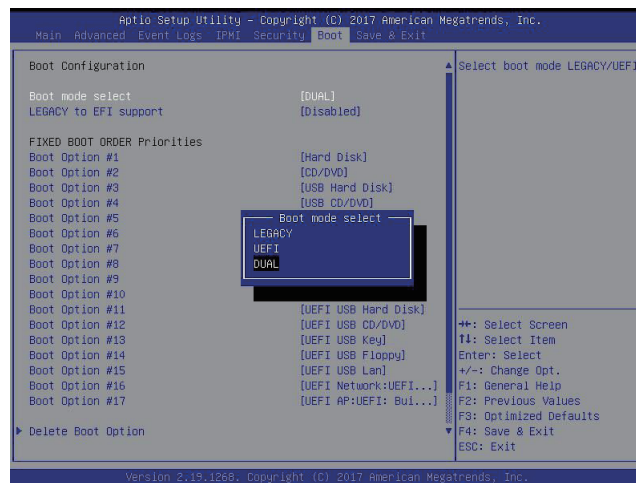 Aptio Setup Utility – Copyright (C) 2017 American Megatrends, Inc.
Main Advanced Event Logs IPMI Security Boot Save & Exit
Boot Configuration
Select boot mode LEGACY/UEFI
Boot mode select [DUAL]
LEGACY to EFI support [Disabled]
FIXED BOOT ORDER Priorities
Boot Option #1 [Hard Disk]
Boot Option #2 [CD/DVD]
Boot Option #3 [USB Hard Disk]
Boot Option #4 [USB CD/DVD]
Boot Option #5
Boot Option #6
Boot Option #7
Boot Option #8
Boot Option #9
Boot Option #10
Boot mode select
LEGACY
UEFI
DUAL
Boot Option #11 [UEFI USB Hard Disk]
Boot Option #12 [UEFI USB CD/DVD]
Boot Option #13 [UEFI USB Key]
Boot Option #14 [UEFI USB Floppy]
Boot Option #15 [UEFI USB Lan]
Boot Option #16 [UEFI Network:UEFI...]
Boot Option #17 [UEFI AP:UEFI: Bui...]
Delete Boot Option
→←: Select Screen
↑↓: Select Item
Enter: Select
+/-: Change Opt.
F1: General Help
F2: Previous Values
F3: Optimized Defaults
F4: Save & Exit
ESC: Exit
Version 2.19.1268. Copyright (C) 2017 American Megatrends, Inc.